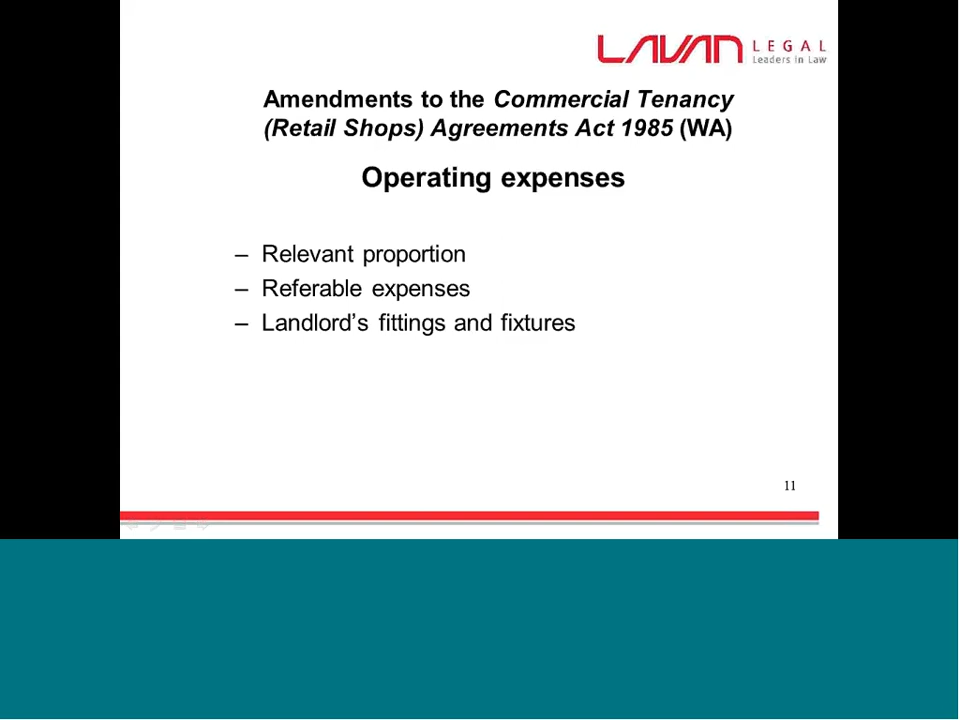 LAVAN LEGAL
Leaders in Law
Amendments to the Commercial Tenancy
(Retail Shops) Agreements Act 1985 (WA)
Operating expenses
– Relevant proportion
– Referable expenses
– Landlord’s fittings and fixtures
11